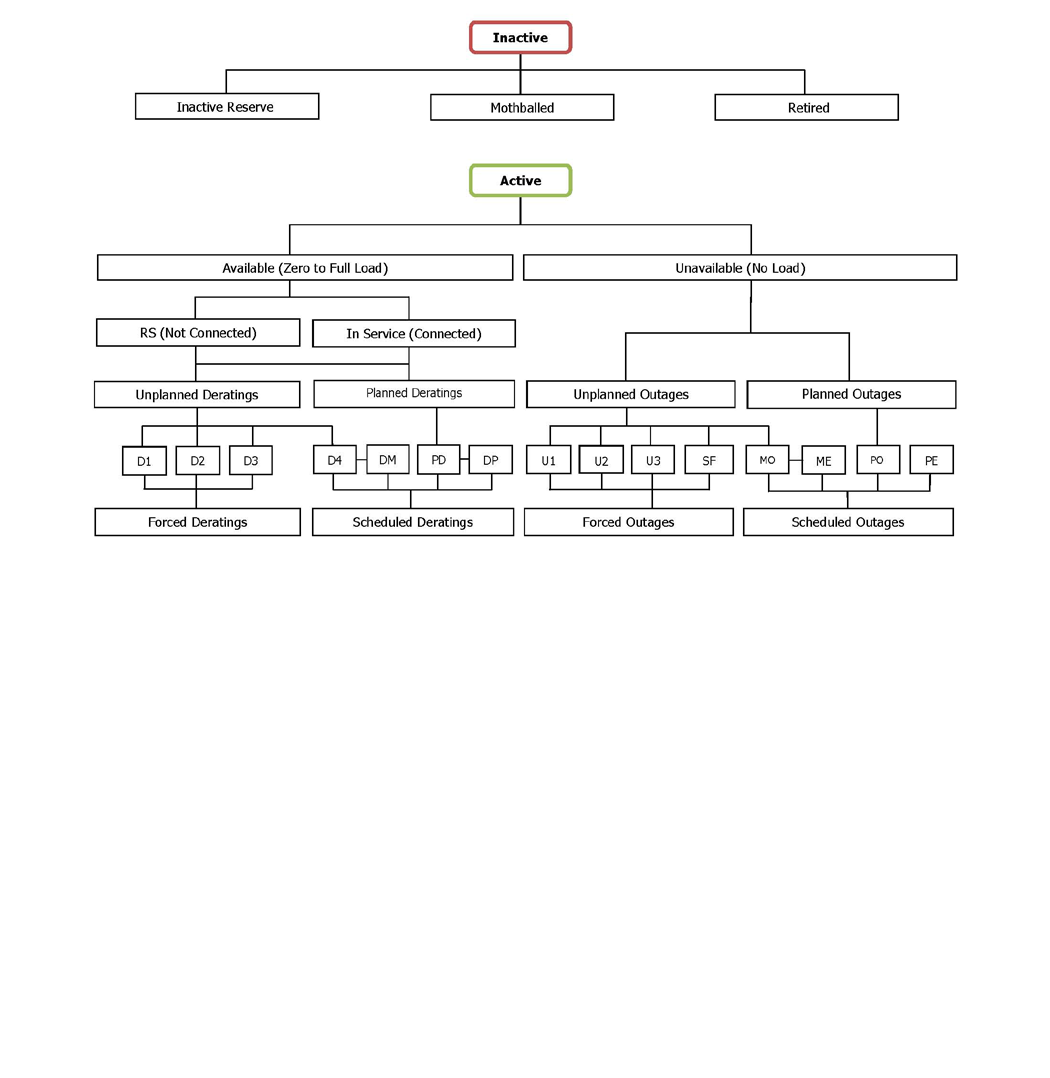 Inactive
Inactive Reserve
Mothballed
Retired
Active
Available (Zero to Full Load)
Unavailable (No Load)
RS (Not Connected)
In Service (Connected)
Unplanned Deratings
Planned Deratings
Unplanned Outages
Planned Outages
D1
D2
D3
D4
DM
PD
DP
U1
U2
U3
SF
MO
ME
PO
PE
Forced Deratings
Scheduled Deratings
Forced Outages
Scheduled Outages